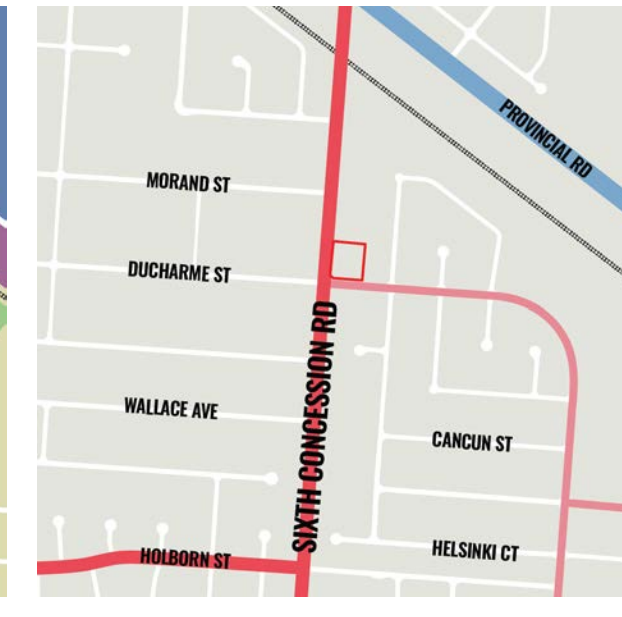 PROVINCIAL RD
MORAND ST
DUCHARME ST
SIXTH CONCESSION RD
WALLACE AVE
CANCUN ST
HOLBORN ST
HELSINKI CT